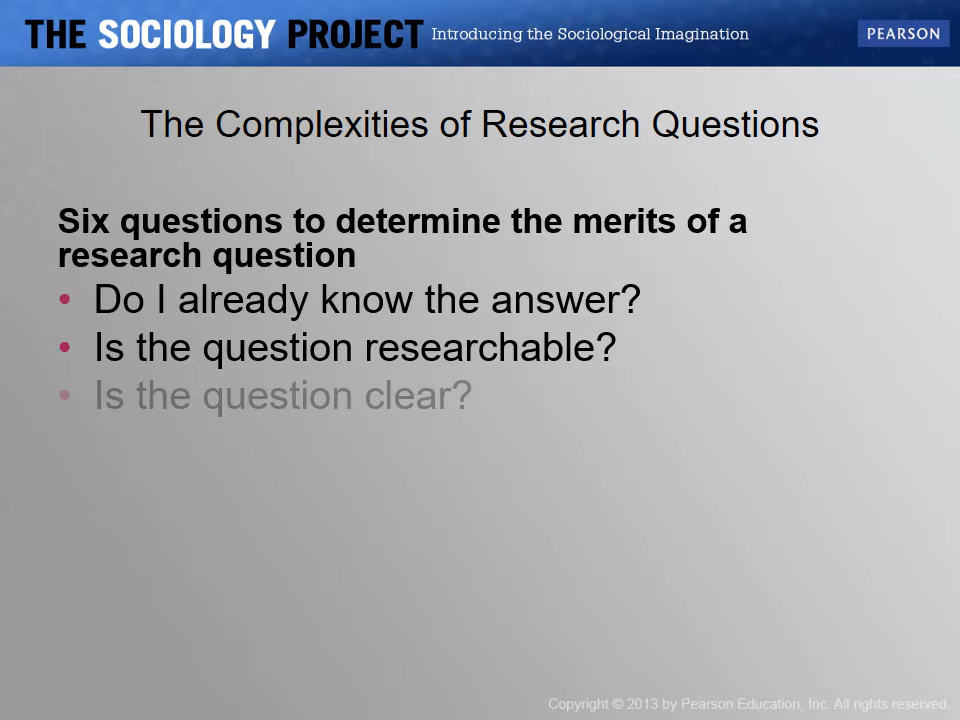 THE SOCIOLOGY PROJECT Introducing the Sociological Imagination PEARSON
The Complexities of Research Questions
Six questions to determine the merits of a
research question
• Do I already know the answer?
• Is the question researchable?
• Is the question clear?
Copyright © 2013 by Pearson Education, Inc. All rights reserved.